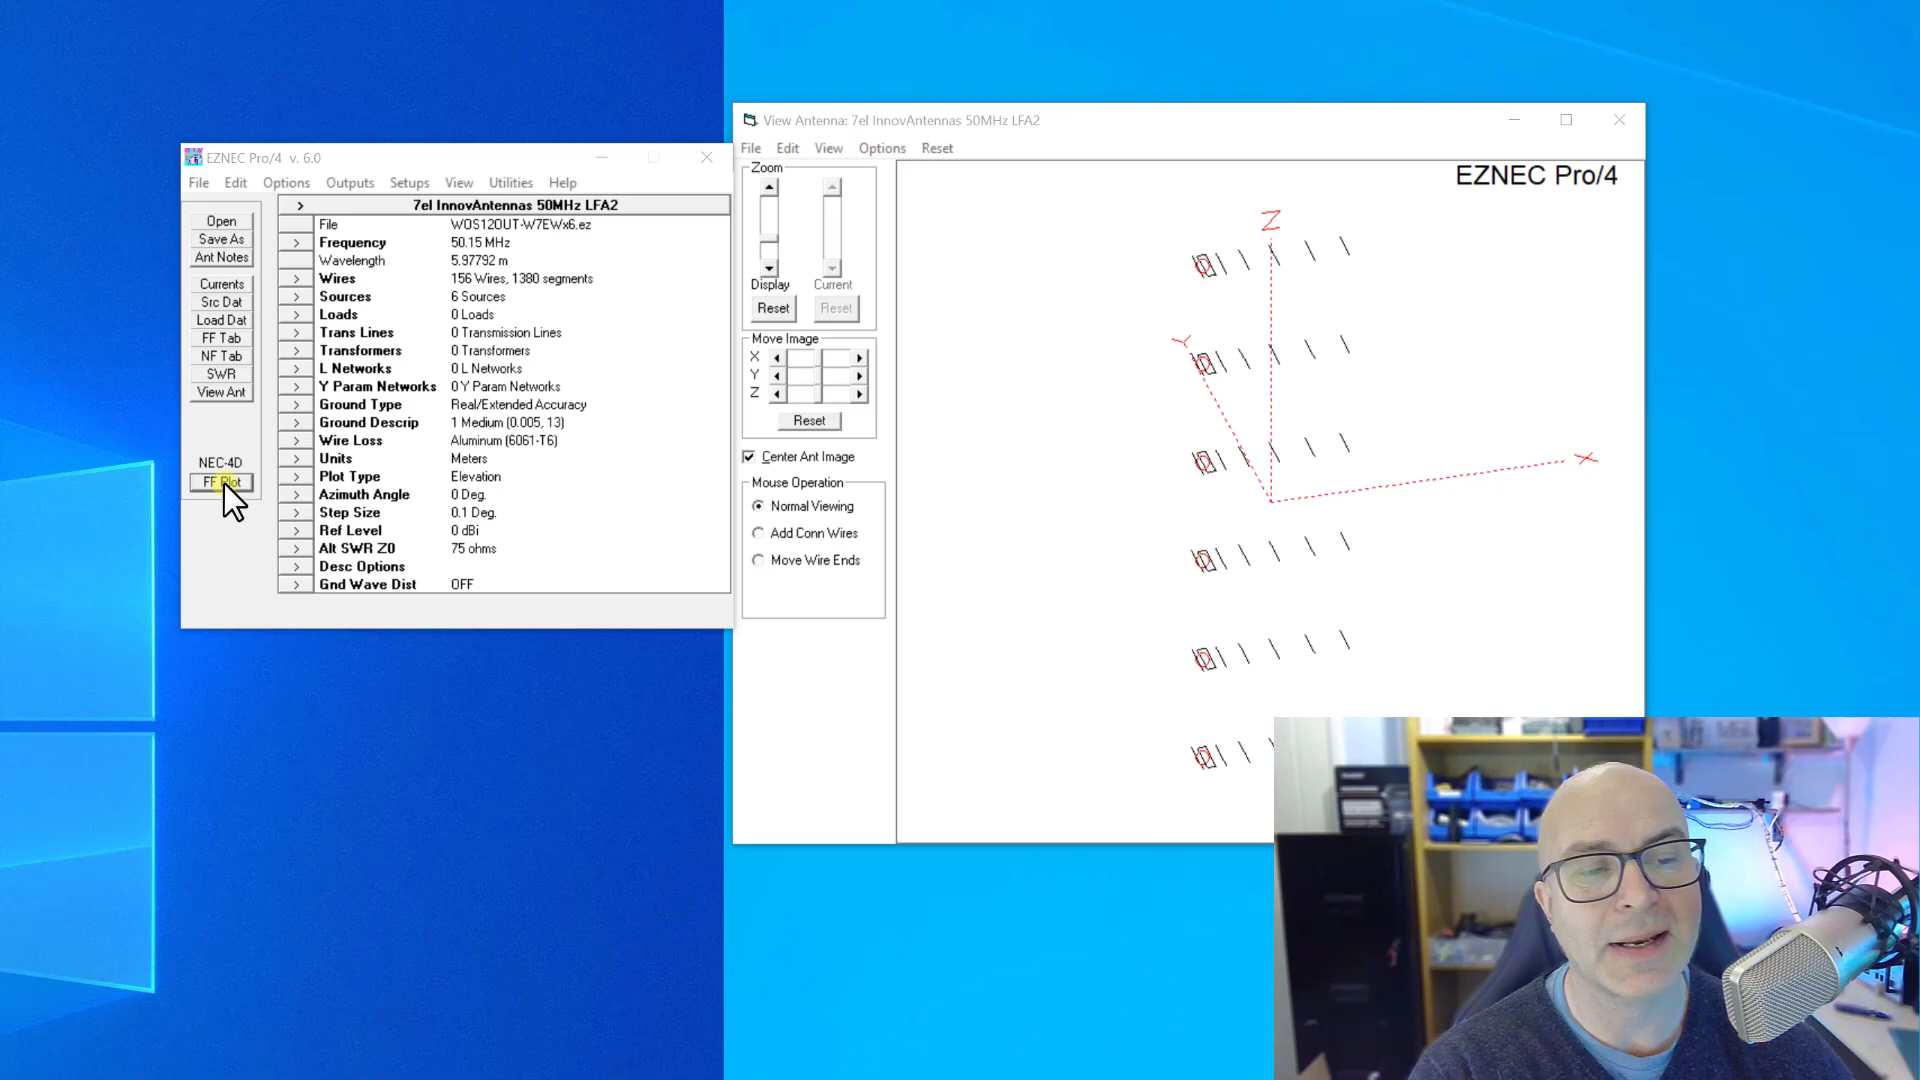 EZNEC Pro/4 v. 6.0
File Edit Options Outputs Setups View Utilities Help
Open
Save As
Ant Notes
Currents
Src Dat
Load Dat
FF Tab
NF Tab
SWR
View Ant
NEC-4D
FF Plot
> 7el InnovAntennas 50MHz LFA2
File WOS12OUT-W7EWx6.ez
> Frequency 50.15 MHz
Wavelength 5.97792 m
> Wires 156 Wires, 1380 segments
> Sources 6 Sources
> Loads 0 Loads
> Trans Lines 0 Transmission Lines
> Transformers 0 Transformers
> L Networks 0 L Networks
> Y Param Networks 0 Y Param Networks
> Ground Type Real/Extended Accuracy
> Ground Descrip 1 Medium (0.005, 13)
> Wire Loss Aluminum (6061-T6)
> Units Meters
> Plot Type Elevation
> Azimuth Angle 0 Deg.
> Step Size 0.1 Deg.
> Ref Level 0 dBi
> Alt SWR Z0 75 ohms
> Desc Options
> Gnd Wave Dist OFF
View Antenna: 7el InnovAntennas 50MHz LFA2
File Edit View Options Reset
Zoom
Display Current
Reset Reset
Move Image
X
Y
Z
Reset
Center Ant Image
Mouse Operation
Normal Viewing
Add Conn Wires
Move Wire Ends
EZNEC Pro/4
Z
Y
X